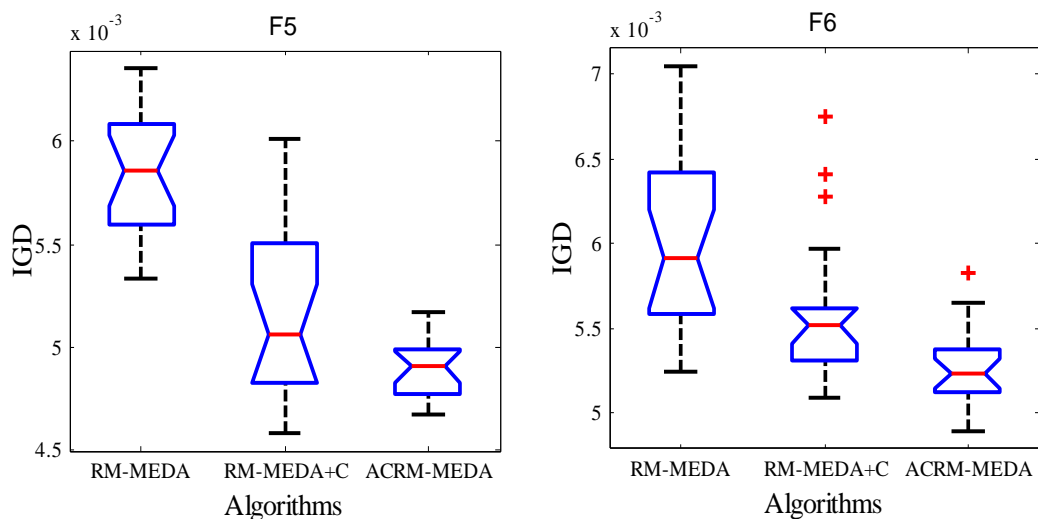 x 10^-3
F5
IGD
6
5.5
5
4.5
RM-MEDA
RM-MEDA+C
ACRM-MEDA
Algorithms
x 10^-3
F6
IGD
7
6.5
6
5.5
5
RM-MEDA
RM-MEDA+C
ACRM-MEDA
Algorithms